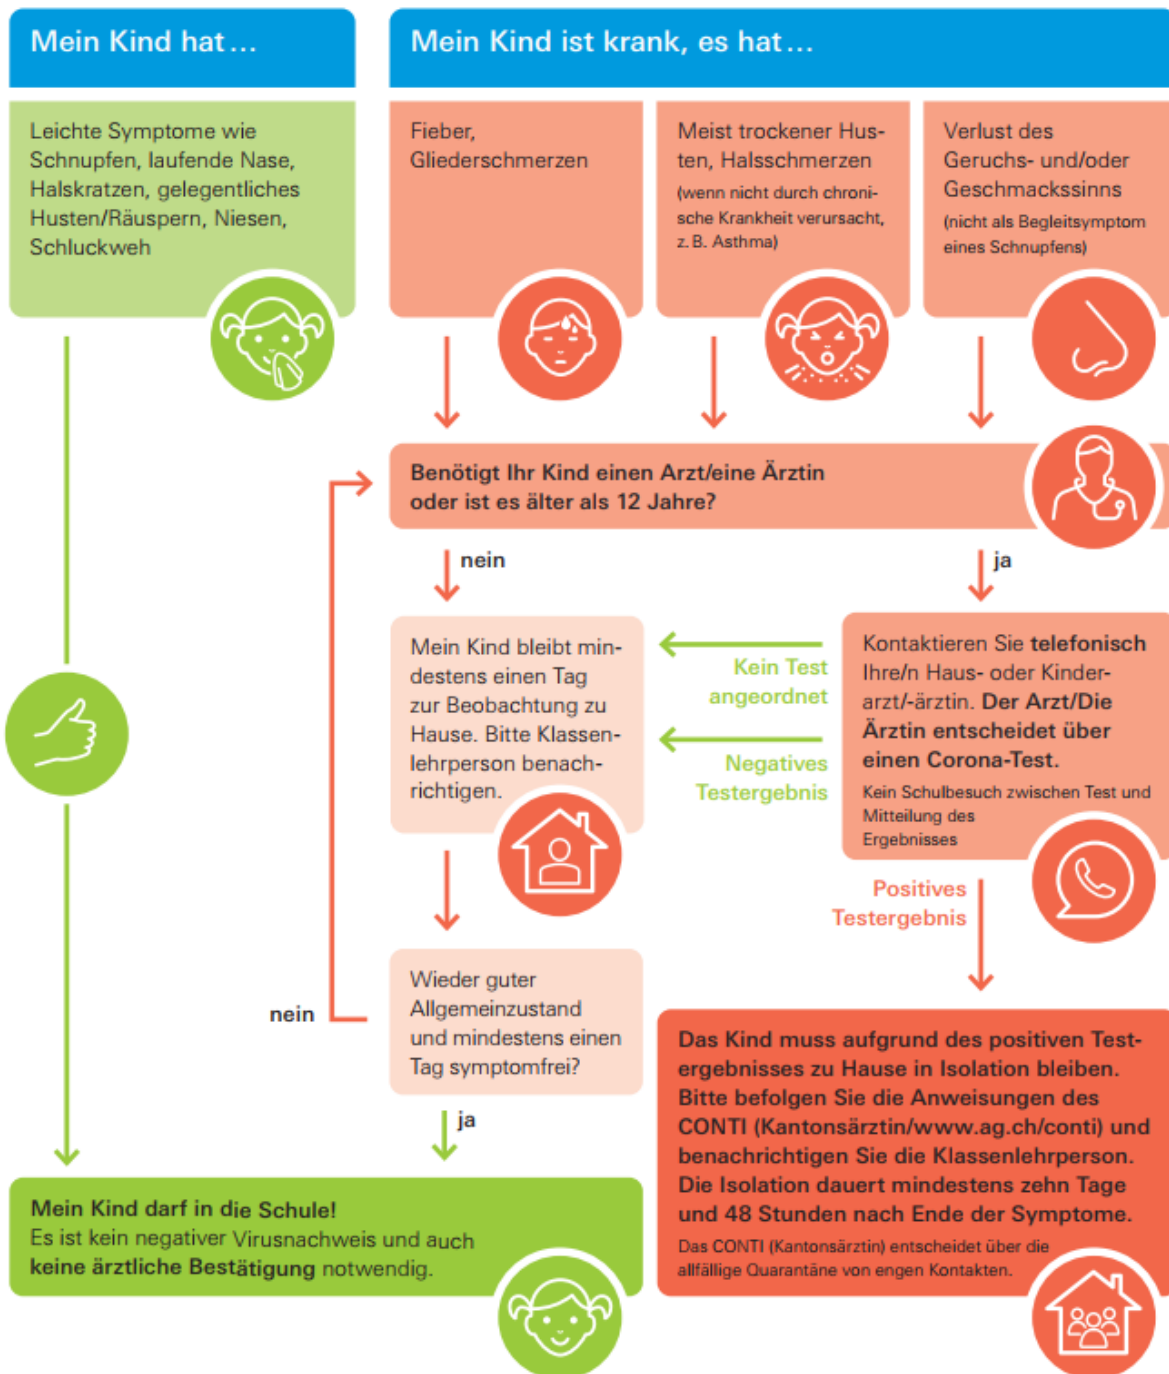 Mein Kind hat ...
Mein Kind ist krank, es hat ...
Leichte Symptome wie
Schnupfen, laufende Nase,
Halskratzen, gelegentliches
Husten/Räuspern, Niesen,
Schluckweh
Fieber,
Gliederschmerzen
Meist trockener Hus-
ten, Halsschmerzen
(wenn nicht durch chroni-
sche Krankheit verursacht,
z. B. Asthma)
Verlust des
Geruchs- und/oder
Geschmackssinns
(nicht als Begleitsymptom
eines Schnupfens)
Benötigt Ihr Kind einen Arzt/eine Ärztin
oder ist es älter als 12 Jahre?
nein
ja
Mein Kind bleibt min-
destens einen Tag
zur Beobachtung zu
Hause. Bitte Klassen-
lehrperson benach-
richtigen.
Kein Test
angeordnet
Negatives
Testergebnis
Kontaktieren Sie telefonisch
Ihre/n Haus- oder Kinder-
arzt/-ärztin. Der Arzt/Die
Ärztin entscheidet über
einen Corona-Test.
Kein Schulbesuch zwischen Test und
Mitteilung des
Ergebnisses
Positives
Testergebnis
Wieder guter
Allgemeinzustand
und mindestens einen
Tag symptomfrei?
nein
ja
Das Kind muss aufgrund des positiven Test-
ergebnisses zu Hause in Isolation bleiben.
Bitte befolgen Sie die Anweisungen des
CONTI (Kantonsärztin/www.ag.ch/conti) und
benachrichtigen Sie die Klassenlehrperson.
Die Isolation dauert mindestens zehn Tage
und 48 Stunden nach Ende der Symptome.
Das CONTI (Kantonsärztin) entscheidet über die
allfällige Quarantäne von engen Kontakten.
Mein Kind darf in die Schule!
Es ist kein negativer Virusnachweis und auch
keine ärztliche Bestätigung notwendig.